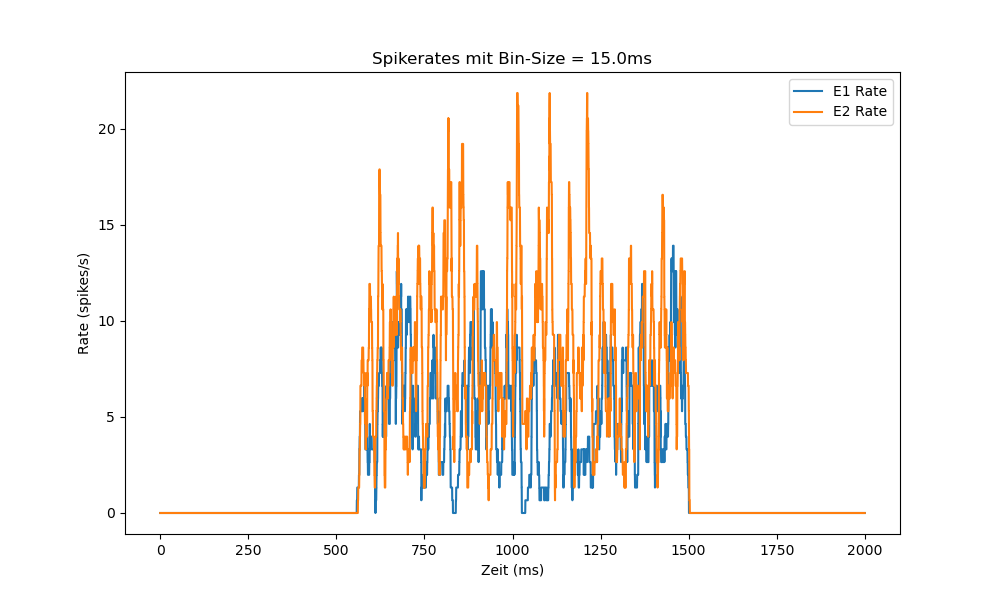 Spikerates mit Bin-Size = 15.0ms
E1 Rate
E2 Rate
Rate (spikes/s)
20
15
10
5
0
0 250 500 750 1000 1250 1500 1750 2000
Zeit (ms)